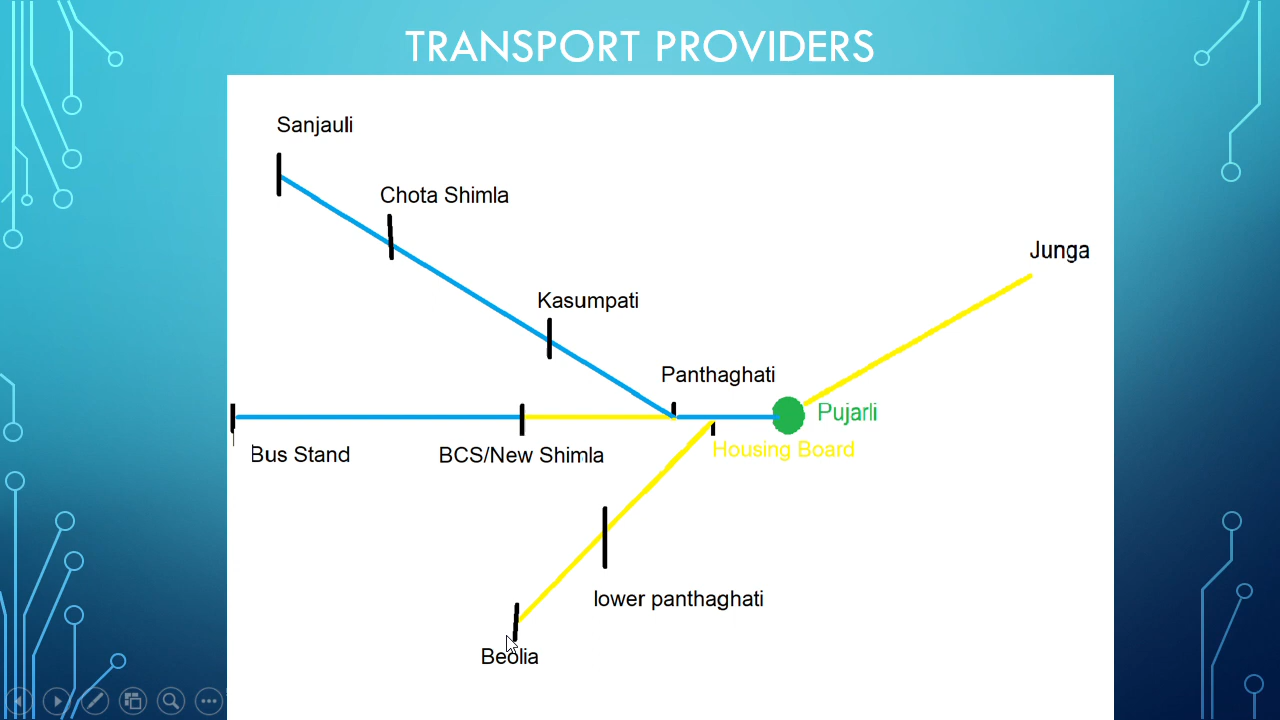 TRANSPORT PROVIDERS
Sanjauli
Chota Shimla
Junga
Kasumpati
Panthaghati
Pujarli
Housing Board
Bus Stand
BCS/New Shimla
lower panthaghati
Beolia